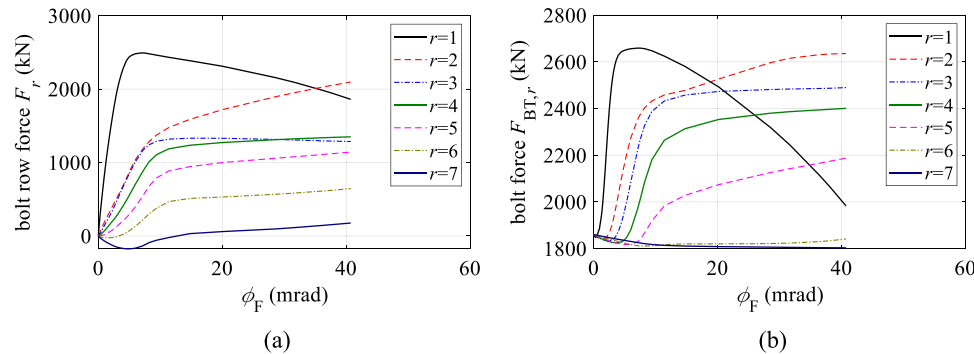 bolt row force F_r (kN)
3000
2000
1000
0
0
20
40
60
ϕ_F (mrad)
r=1
r=2
r=3
r=4
r=5
r=6
r=7
(a)
bolt force F_BT,r (kN)
2800
2600
2400
2200
2000
1800
0
20
40
60
ϕ_F (mrad)
r=1
r=2
r=3
r=4
r=5
r=6
r=7
(b)